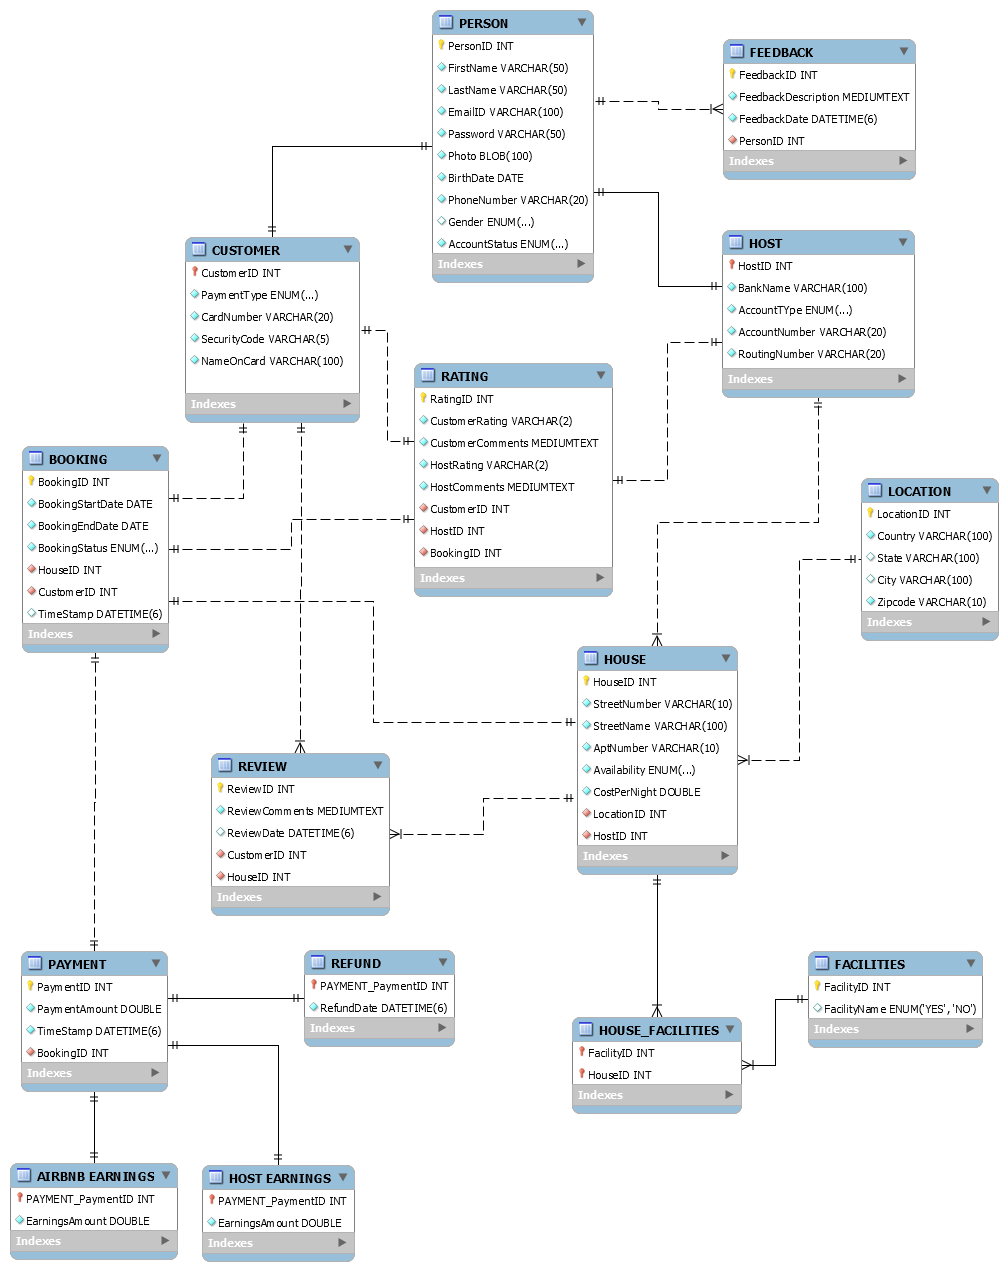 PERSON
PersonID INT
FirstName VARCHAR(50)
LastName VARCHAR(50)
EmailID VARCHAR(100)
Password VARCHAR(50)
Photo BLOB(100)
BirthDate DATE
PhoneNumber VARCHAR(20)
Gender ENUM(...)
AccountStatus ENUM(...)
Indexes
FEEDBACK
FeedbackID INT
FeedbackDescription MEDIUMTEXT
FeedbackDate DATETIME(6)
PersonID INT
Indexes
CUSTOMER
CustomerID INT
PaymentType ENUM(...)
CardNumber VARCHAR(20)
SecurityCode VARCHAR(5)
NameOnCard VARCHAR(100)
Indexes
HOST
HostID INT
BankName VARCHAR(100)
AccountTYpe ENUM(...)
AccountNumber VARCHAR(20)
RoutingNumber VARCHAR(20)
Indexes
RATING
RatingID INT
CustomerRating VARCHAR(2)
CustomerComments MEDIUMTEXT
HostRating VARCHAR(2)
HostComments MEDIUMTEXT
CustomerID INT
HostID INT
BookingID INT
Indexes
BOOKING
BookingID INT
BookingStartDate DATE
BookingEndDate DATE
BookingStatus ENUM(...)
HouseID INT
CustomerID INT
TimeStamp DATETIME(6)
Indexes
LOCATION
LocationID INT
Country VARCHAR(100)
State VARCHAR(100)
City VARCHAR(100)
Zipcode VARCHAR(10)
Indexes
HOUSE
HouseID INT
StreetNumber VARCHAR(10)
StreetName VARCHAR(100)
AptNumber VARCHAR(10)
Availability ENUM(...)
CostPerNight DOUBLE
LocationID INT
HostID INT
Indexes
REVIEW
ReviewID INT
ReviewComments MEDIUMTEXT
ReviewDate DATETIME(6)
CustomerID INT
HouseID INT
Indexes
PAYMENT
PaymentID INT
PaymentAmount DOUBLE
TimeStamp DATETIME(6)
BookingID INT
Indexes
REFUND
PAYMENT_PaymentID INT
RefundDate DATETIME(6)
Indexes
FACILITIES
FacilityID INT
FacilityName ENUM('YES', 'NO')
Indexes
HOUSE_FACILITIES
FacilityID INT
HouseID INT
Indexes
AIRBNB EARNINGS
PAYMENT_PaymentID INT
EarningsAmount DOUBLE
Indexes
HOST EARNINGS
PAYMENT_PaymentID INT
EarningsAmount DOUBLE
Indexes